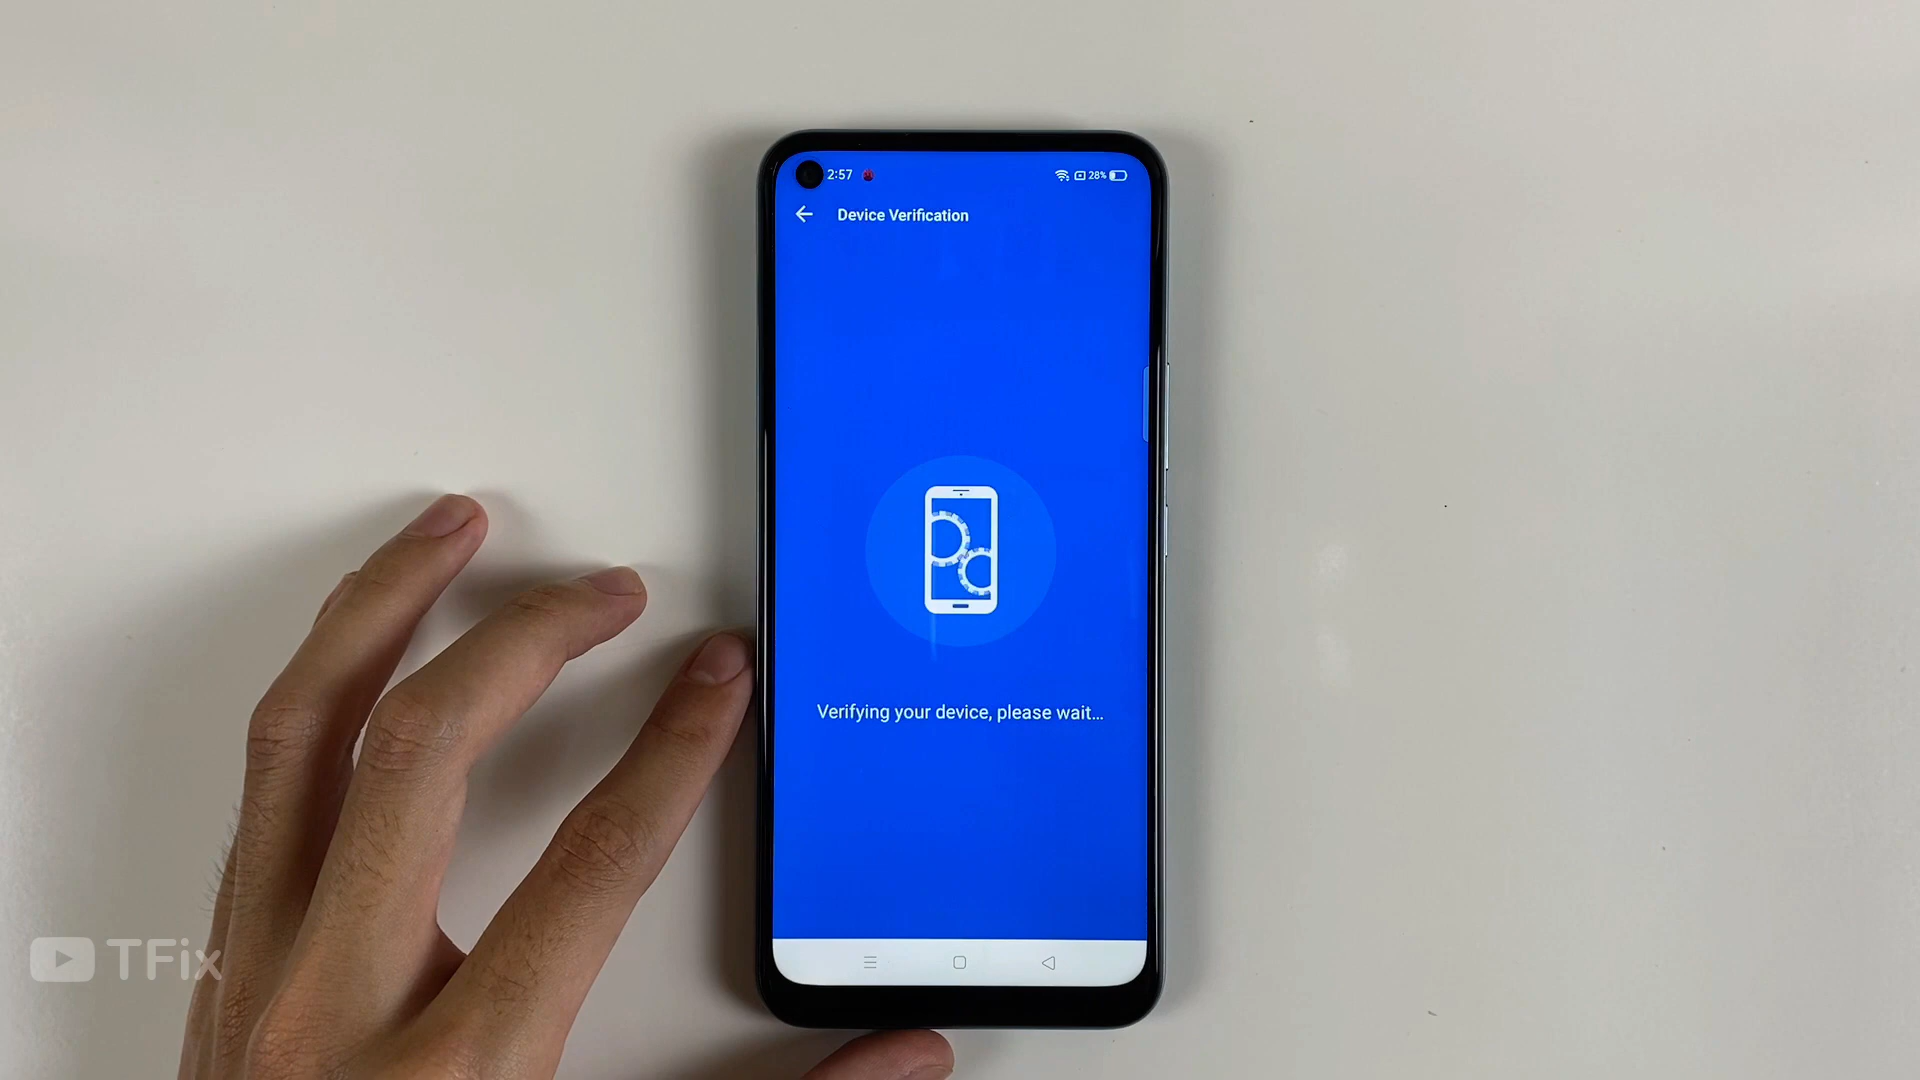 2:57
28%
Device Verification
Verifying your device, please wait...
TFix